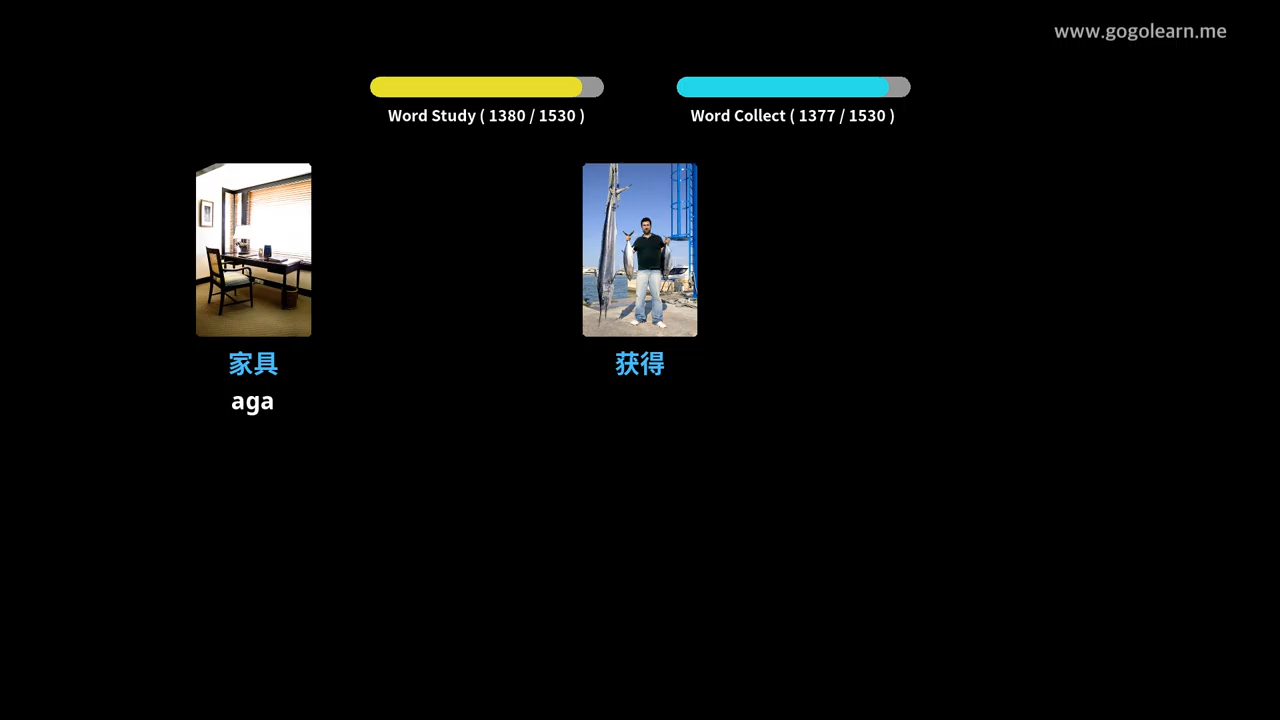 www.gogolearn.me
Word Study ( 1380 / 1530 )
Word Collect ( 1377 / 1530 )
家具
获得
aga